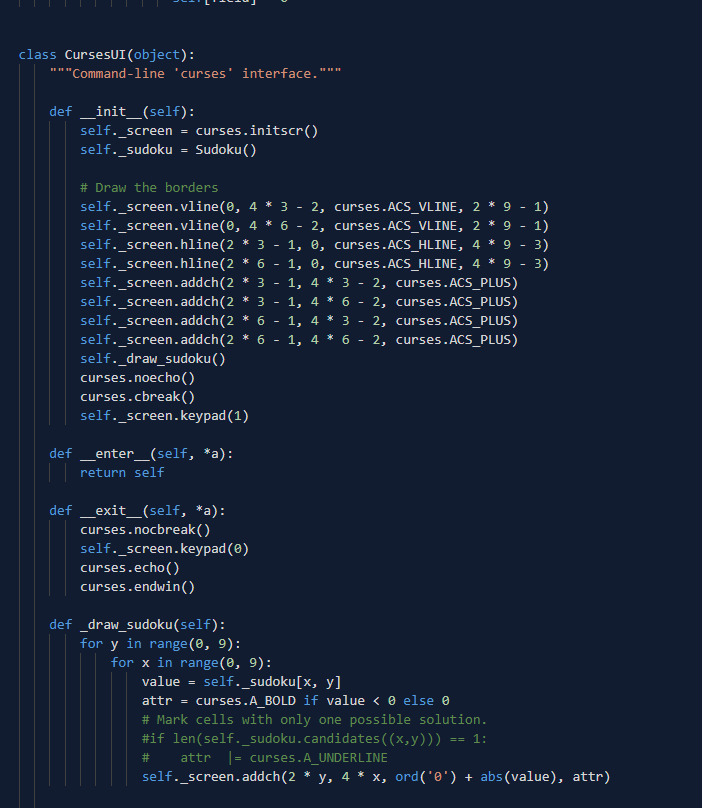 class CursesUI(object):
    """Command-line 'curses' interface."""

    def __init__(self):
        self._screen = curses.initscr()
        self._sudoku = Sudoku()

        # Draw the borders
        self._screen.vline(0, 4 * 3 - 2, curses.ACS_VLINE, 2 * 9 - 1)
        self._screen.vline(0, 4 * 6 - 2, curses.ACS_VLINE, 2 * 9 - 1)
        self._screen.hline(2 * 3 - 1, 0, curses.ACS_HLINE, 4 * 9 - 3)
        self._screen.hline(2 * 6 - 1, 0, curses.ACS_HLINE, 4 * 9 - 3)
        self._screen.addch(2 * 3 - 1, 4 * 3 - 2, curses.ACS_PLUS)
        self._screen.addch(2 * 3 - 1, 4 * 6 - 2, curses.ACS_PLUS)
        self._screen.addch(2 * 6 - 1, 4 * 3 - 2, curses.ACS_PLUS)
        self._screen.addch(2 * 6 - 1, 4 * 6 - 2, curses.ACS_PLUS)
        self._draw_sudoku()
        curses.noecho()
        curses.cbreak()
        self._screen.keypad(1)

    def __enter__(self, *a):
        return self

    def __exit__(self, *a):
        curses.nocbreak()
        self._screen.keypad(0)
        curses.echo()
        curses.endwin()

    def _draw_sudoku(self):
        for y in range(0, 9):
            for x in range(0, 9):
                value = self._sudoku[x, y]
                attr = curses.A_BOLD if value < 0 else 0
                # Mark cells with only one possible solution.
                #if len(self._sudoku.candidates((x,y))) == 1:
                #    attr  |= curses.A_UNDERLINE
                self._screen.addch(2 * y, 4 * x, ord('0') + abs(value), attr)